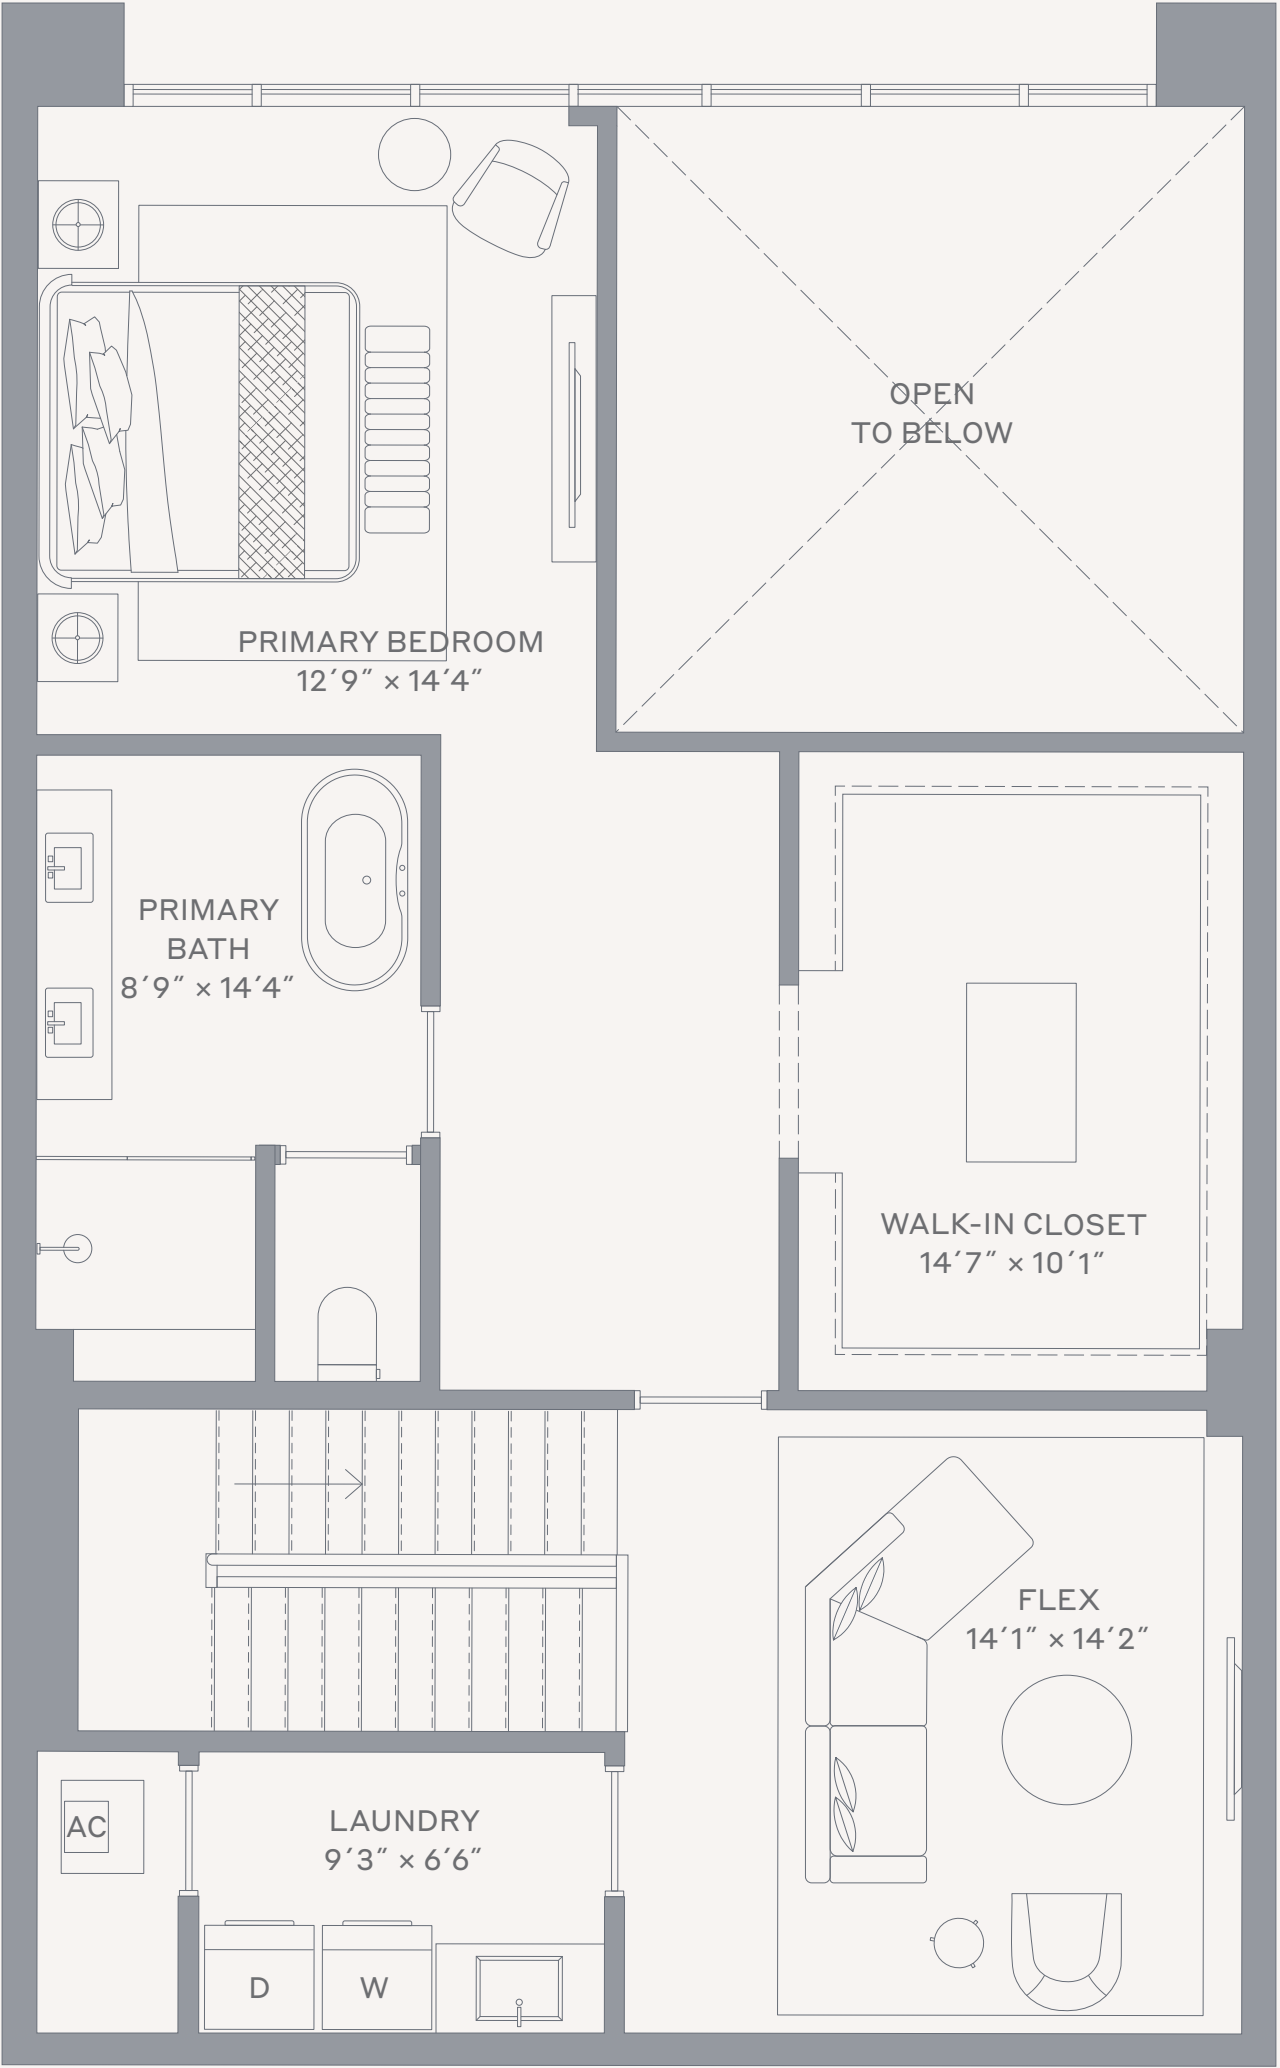 OPEN
TO BELOW
PRIMARY BEDROOM
12´9˝ × 14´4˝
PRIMARY
BATH
8´9˝ × 14´4˝
WALK-IN CLOSET
14´7˝ × 10´1˝
FLEX
14´1˝ × 14´2˝
LAUNDRY
9´3˝ × 6´6˝
AC
D
W